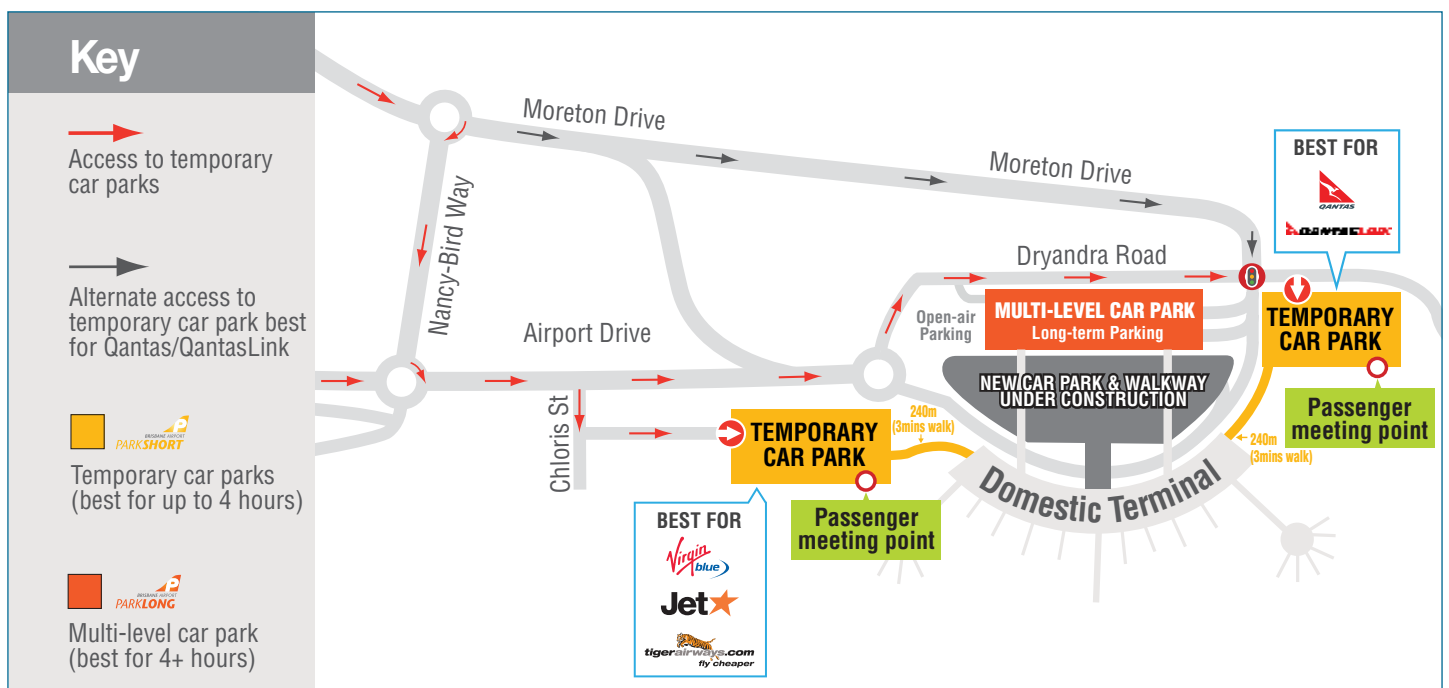 Key
Access to temporary
car parks
Alternate access to
temporary car park best
for Qantas/QantasLink
BRISBANE AIRPORT
PARKSHORT
Temporary car parks
(best for up to 4 hours)
BRISBANE AIRPORT
PARKLONG
Multi-level car park
(best for 4+ hours)
Moreton Drive
Moreton Drive
Nancy-Bird Way
Airport Drive
Chloris St
Dryandra Road
Open-air
Parking
MULTI-LEVEL CAR PARK
Long-term Parking
NEW CAR PARK & WALKWAY
UNDER CONSTRUCTION
BEST FOR
QANTAS
QANTASLINK
TEMPORARY
CAR PARK
Passenger
meeting point
240m
(3mins walk)
240m
(3mins walk)
TEMPORARY
CAR PARK
Passenger
meeting point
Domestic Terminal
BEST FOR
Virgin
blue
Jet
tigerairways.com
fly cheaper